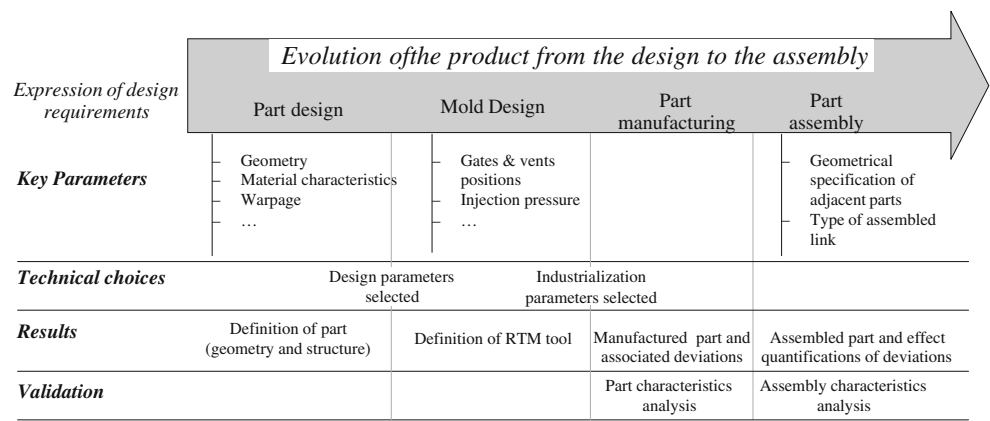 Evolution ofthe product from the design to the assembly
Expression of design
requirements
Part design
Mold Design
Part
manufacturing
Part
assembly
Key Parameters
– Geometry
– Material characteristics
– Warpage
– …
– Gates & vents
positions
– Injection pressure
– …
– Geometrical
specification of
adjacent parts
– Type of assembled
link
Technical choices
Design parameters
selected
Industrialization
parameters selected
Results
Definition of part
(geometry and structure)
Definition of RTM tool
Manufactured part and
associated deviations
Assembled part and effect
quantifications of deviations
Validation
Part characteristics
analysis
Assembly characteristics
analysis